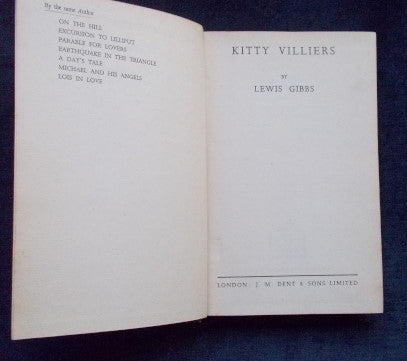 By the same Author
ON THE HILL
EXCURSION TO LILLIPUT
PARABLE FOR LOVERS
EARTHQUAKE IN THE TRIANGLE
A DAY'S TALE
MICHAEL AND HIS ANGELS
LOIS IN LOVE
KITTY VILLIERS
BY
LEWIS GIBBS
LONDON: J. M. DENT & SONS LIMITED